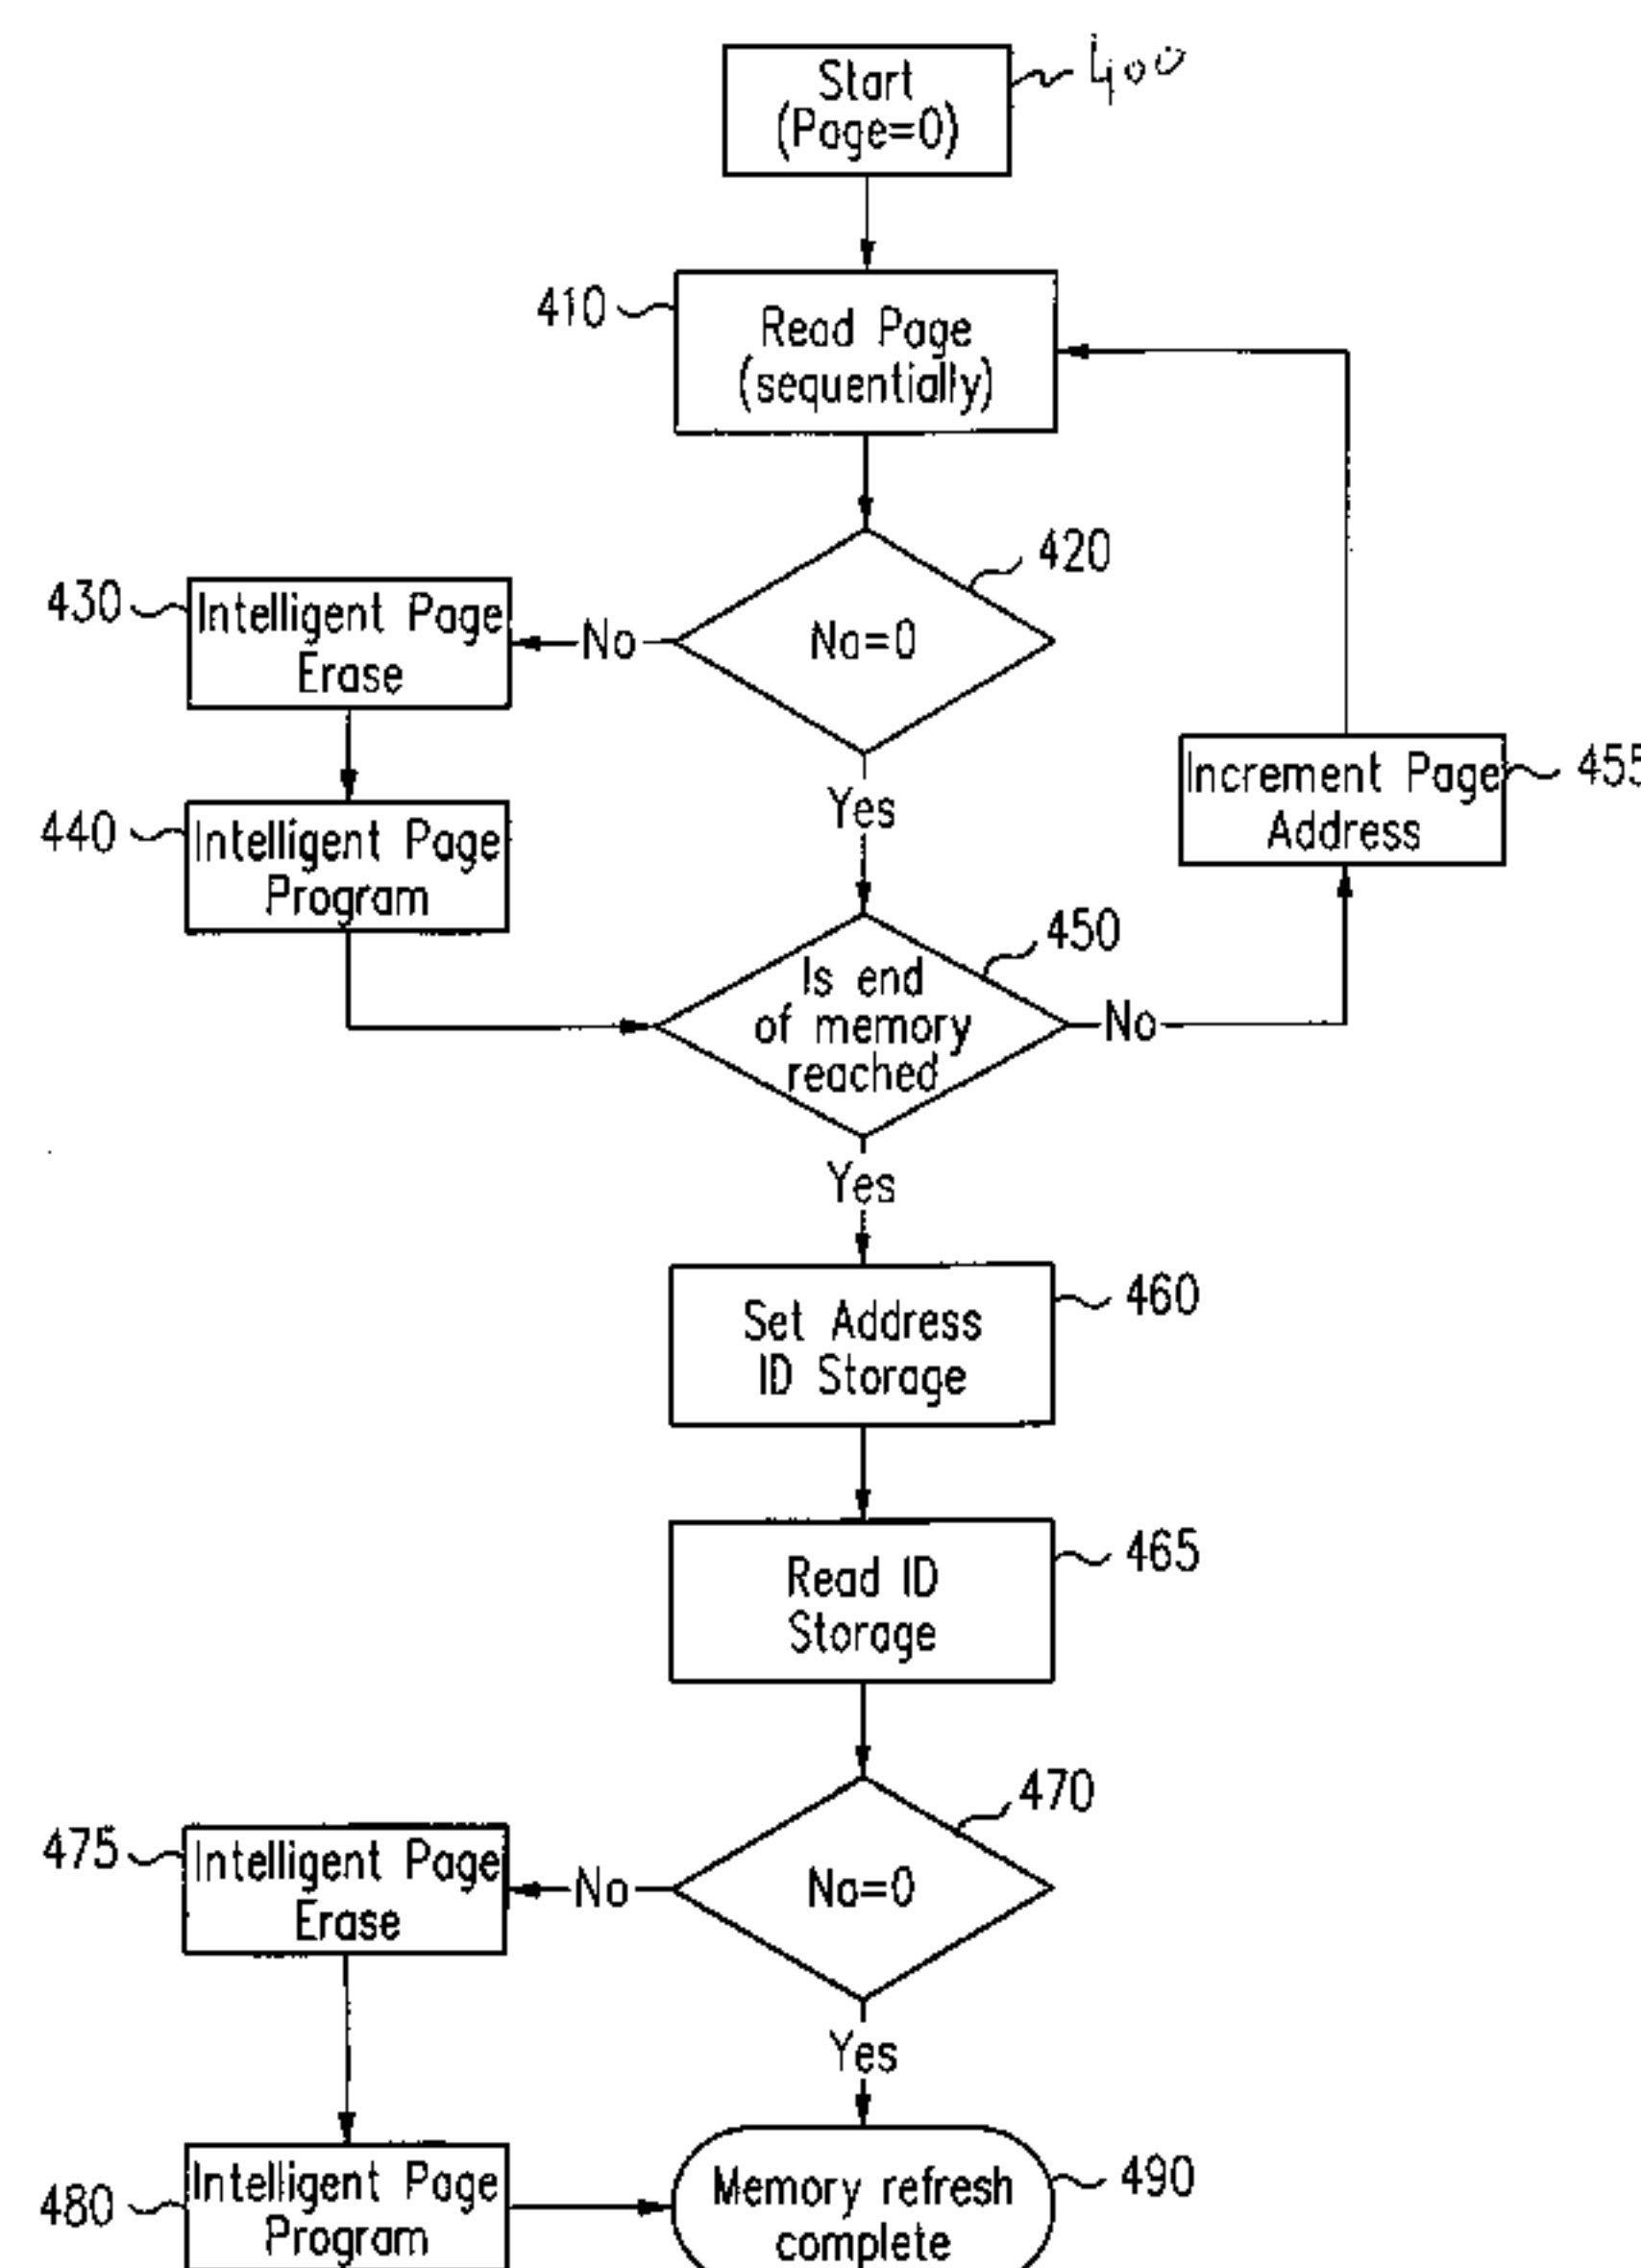 Start
(Page=0)
400
410
Read Page
(sequentially)
420
Na=0
No
430
Intelligent Page
Erase
440
Intelligent Page
Program
Yes
Increment Page
Address
455
450
Is end
of memory
reached
No
Yes
Set Address
ID Storage
460
Read ID
Storage
465
470
Na=0
No
475
Intelligent Page
Erase
Yes
480
Intelligent Page
Program
Memory refresh
complete
490